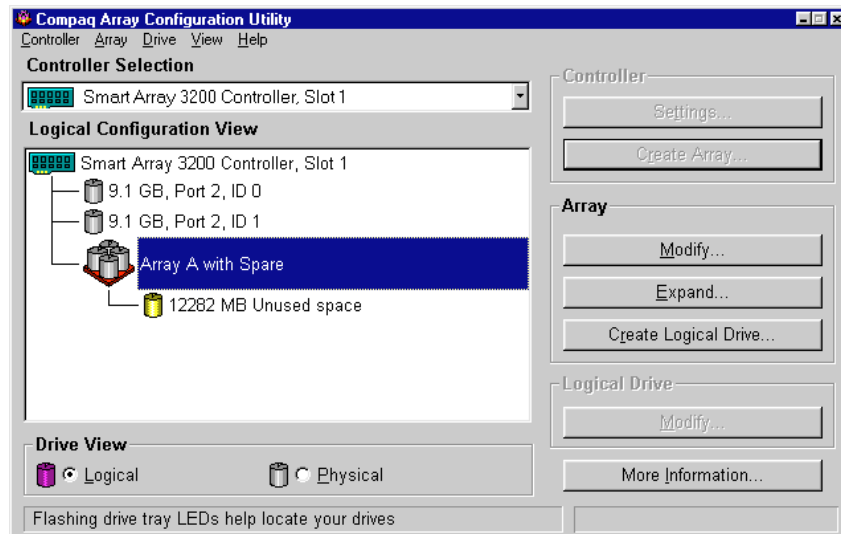 Compaq Array Configuration Utility
Controller Array Drive View Help
Controller Selection
Smart Array 3200 Controller, Slot 1
Logical Configuration View
Smart Array 3200 Controller, Slot 1
9.1 GB, Port 2, ID 0
9.1 GB, Port 2, ID 1
Array A with Spare
12282 MB Unused space
Drive View
Logical
Physical
Flashing drive tray LEDs help locate your drives
Controller
Settings...
Create Array...
Array
Modify...
Expand...
Create Logical Drive...
Logical Drive
Modify...
More Information...